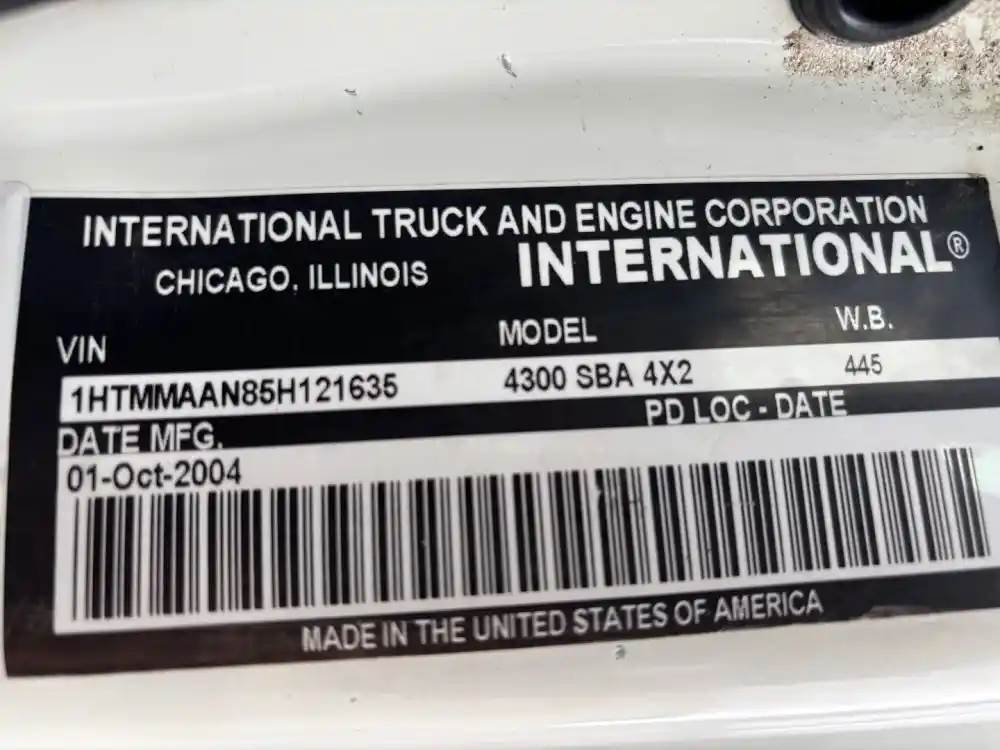 INTERNATIONAL TRUCK AND ENGINE CORPORATION
CHICAGO, ILLINOIS INTERNATIONAL®
VIN MODEL W.B.
1HTMMAAN85H121635 4300 SBA 4X2 445
DATE MFG. PD LOC - DATE
01-Oct-2004
MADE IN THE UNITED STATES OF AMERICA